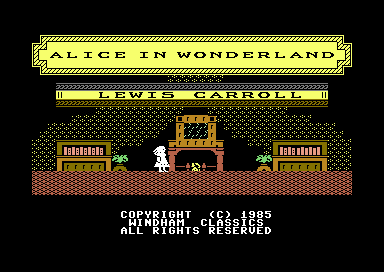 ALICE IN WONDERLAND
LEWIS CARROLL
COPYRIGHT (C) 1985
WINDHAM CLASSICS
ALL RIGHTS RESERVED